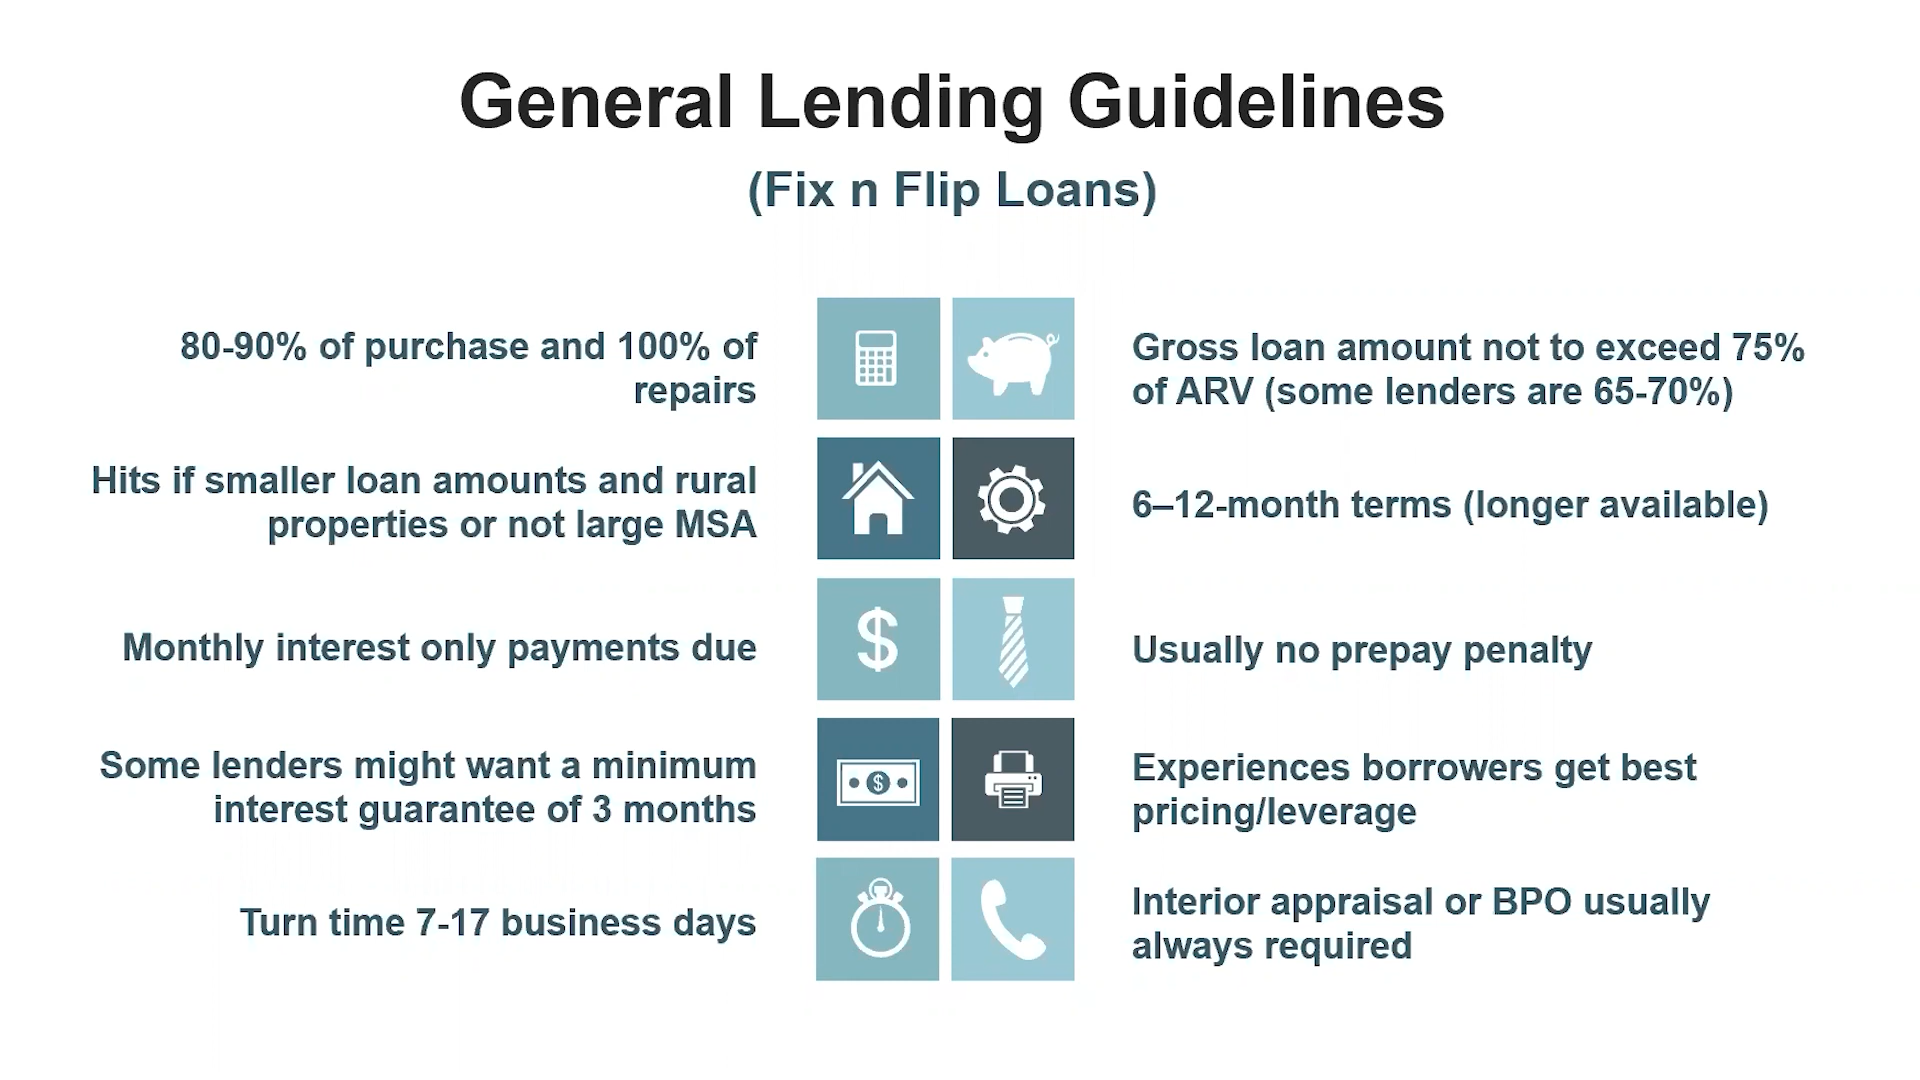 General Lending Guidelines
(Fix n Flip Loans)
80-90% of purchase and 100% of
repairs
Gross loan amount not to exceed 75%
of ARV (some lenders are 65-70%)
Hits if smaller loan amounts and rural
properties or not large MSA
6–12-month terms (longer available)
Monthly interest only payments due
$
Usually no prepay penalty
Some lenders might want a minimum
interest guarantee of 3 months
$
Experiences borrowers get best
pricing/leverage
Turn time 7-17 business days
Interior appraisal or BPO usually
always required